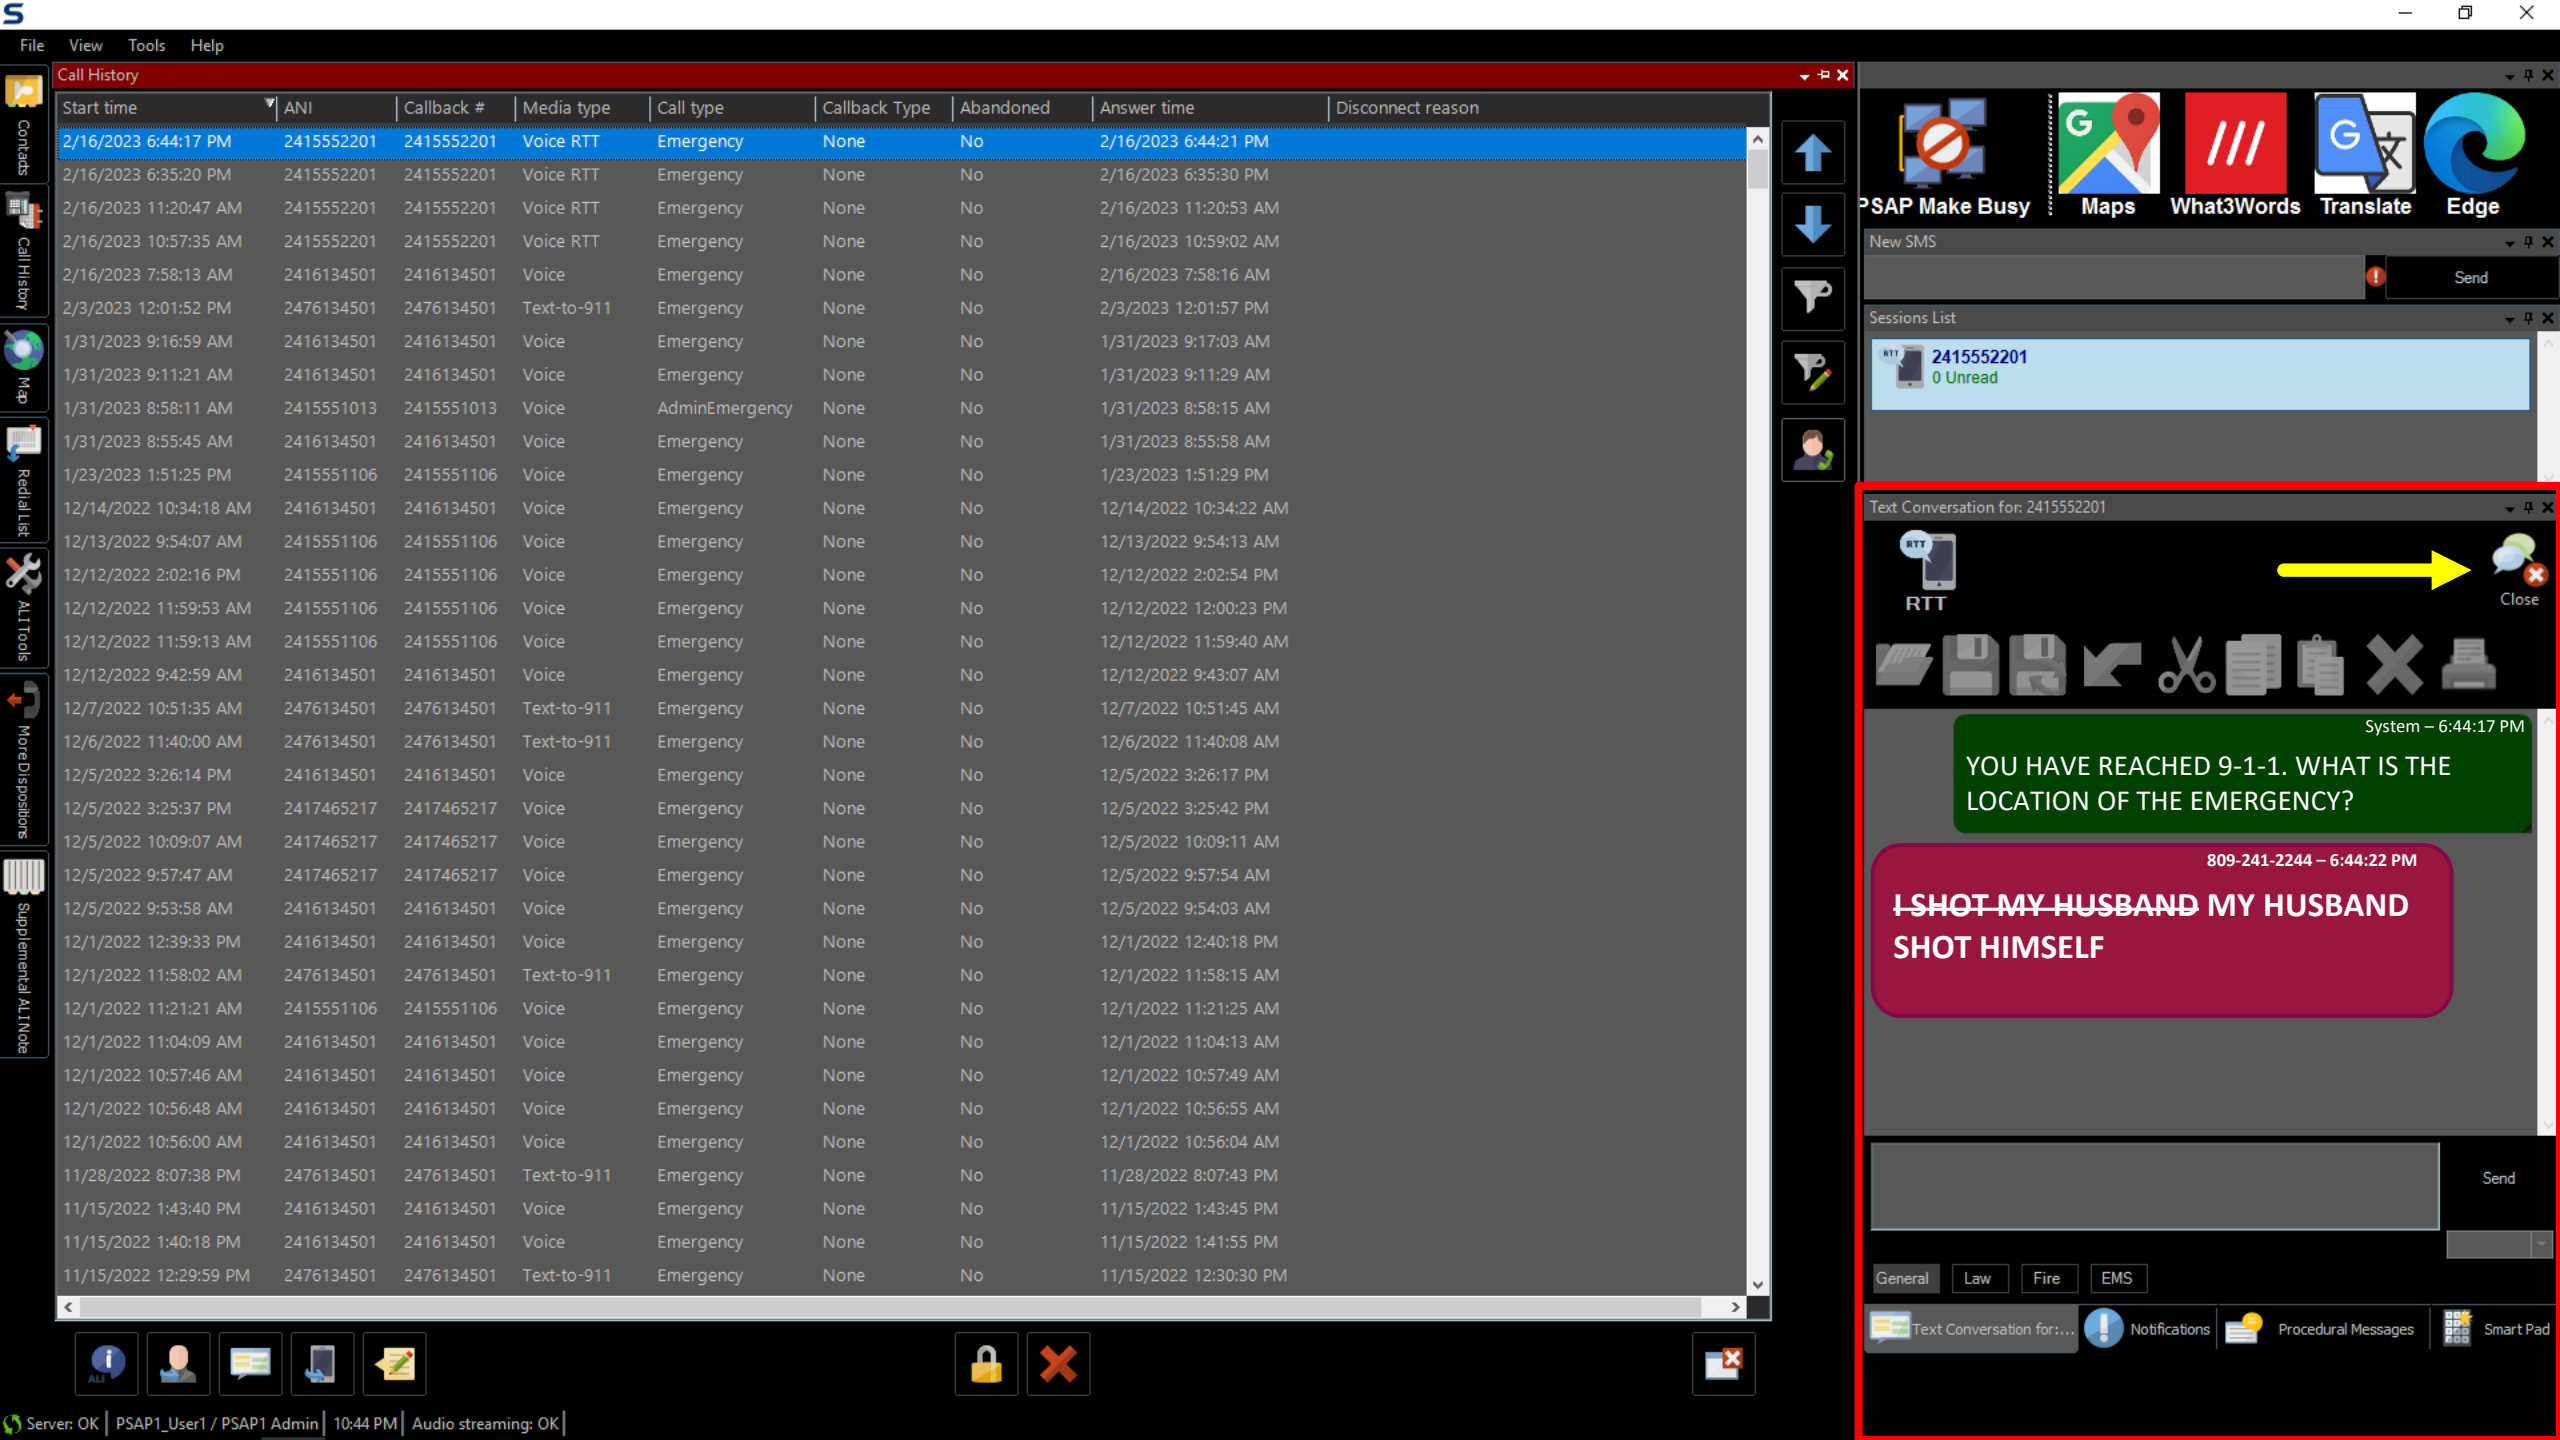 S
File View Tools Help
Call History
Start time ANI Callback # Media type Call type Callback Type Abandoned Answer time Disconnect reason
2/16/2023 6:44:17 PM 2415552201 2415552201 Voice RTT Emergency None No 2/16/2023 6:44:21 PM
2/16/2023 6:35:20 PM 2415552201 2415552201 Voice RTT Emergency None No 2/16/2023 6:35:30 PM
2/16/2023 11:20:47 AM 2415552201 2415552201 Voice RTT Emergency None No 2/16/2023 11:20:53 AM
2/16/2023 10:57:35 AM 2415552201 2415552201 Voice RTT Emergency None No 2/16/2023 10:59:02 AM
2/16/2023 7:58:13 AM 2416134501 2416134501 Voice Emergency None No 2/16/2023 7:58:16 AM
2/3/2023 12:01:52 PM 2476134501 2476134501 Text-to-911 Emergency None No 2/3/2023 12:01:57 PM
1/31/2023 9:16:59 AM 2416134501 2416134501 Voice Emergency None No 1/31/2023 9:17:03 AM
1/31/2023 9:11:21 AM 2416134501 2416134501 Voice Emergency None No 1/31/2023 9:11:29 AM
1/31/2023 8:58:11 AM 2415551013 2415551013 Voice AdminEmergency None No 1/31/2023 8:58:15 AM
1/31/2023 8:55:45 AM 2416134501 2416134501 Voice Emergency None No 1/31/2023 8:55:58 AM
1/23/2023 1:51:25 PM 2415551106 2415551106 Voice Emergency None No 1/23/2023 1:51:29 PM
12/14/2022 10:34:18 AM 2416134501 2416134501 Voice Emergency None No 12/14/2022 10:34:22 AM
12/13/2022 9:54:07 AM 2415551106 2415551106 Voice Emergency None No 12/13/2022 9:54:13 AM
12/12/2022 2:02:16 PM 2415551106 2415551106 Voice Emergency None No 12/12/2022 2:02:54 PM
12/12/2022 11:59:53 AM 2415551106 2415551106 Voice Emergency None No 12/12/2022 12:00:23 PM
12/12/2022 11:59:13 AM 2415551106 2415551106 Voice Emergency None No 12/12/2022 11:59:40 AM
12/12/2022 9:42:59 AM 2416134501 2416134501 Voice Emergency None No 12/12/2022 9:43:07 AM
12/7/2022 10:51:35 AM 2476134501 2476134501 Text-to-911 Emergency None No 12/7/2022 10:51:45 AM
12/6/2022 11:40:00 AM 2476134501 2476134501 Text-to-911 Emergency None No 12/6/2022 11:40:08 AM
12/5/2022 3:26:14 PM 2416134501 2416134501 Voice Emergency None No 12/5/2022 3:26:17 PM
12/5/2022 3:25:37 PM 2417465217 2417465217 Voice Emergency None No 12/5/2022 3:25:42 PM
12/5/2022 10:09:07 AM 2417465217 2417465217 Voice Emergency None No 12/5/2022 10:09:11 AM
12/5/2022 9:57:47 AM 2417465217 2417465217 Voice Emergency None No 12/5/2022 9:57:54 AM
12/5/2022 9:53:58 AM 2416134501 2416134501 Voice Emergency None No 12/5/2022 9:54:03 AM
12/1/2022 12:39:33 PM 2416134501 2416134501 Voice Emergency None No 12/1/2022 12:40:18 PM
12/1/2022 11:58:02 AM 2476134501 2476134501 Text-to-911 Emergency None No 12/1/2022 11:58:15 AM
12/1/2022 11:21:21 AM 2415551106 2415551106 Voice Emergency None No 12/1/2022 11:21:25 AM
12/1/2022 11:04:09 AM 2416134501 2416134501 Voice Emergency None No 12/1/2022 11:04:13 AM
12/1/2022 10:57:46 AM 2416134501 2416134501 Voice Emergency None No 12/1/2022 10:57:49 AM
12/1/2022 10:56:48 AM 2416134501 2416134501 Voice Emergency None No 12/1/2022 10:56:55 AM
12/1/2022 10:56:00 AM 2416134501 2416134501 Voice Emergency None No 12/1/2022 10:56:04 AM
11/28/2022 8:07:38 PM 2476134501 2476134501 Text-to-911 Emergency None No 11/28/2022 8:07:43 PM
11/15/2022 1:43:40 PM 2416134501 2416134501 Voice Emergency None No 11/15/2022 1:43:45 PM
11/15/2022 1:40:18 PM 2416134501 2416134501 Voice Emergency None No 11/15/2022 1:41:55 PM
11/15/2022 12:29:59 PM 2476134501 2476134501 Text-to-911 Emergency None No 11/15/2022 12:30:30 PM
Contacts
Call History
Map
Redial List
ALI Tools
More Dispositions
Supplemental ALI Note
ALI
Server: OK PSAP1_User1 / PSAP1 Admin 10:44 PM Audio streaming: OK
G G
PSAP Make Busy Maps What3Words Translate Edge
New SMS
Send
Sessions List
RTT 2415552201
0 Unread
Text Conversation for: 2415552201
RTT
RTT Close
System – 6:44:17 PM
YOU HAVE REACHED 9-1-1. WHAT IS THE
LOCATION OF THE EMERGENCY?
809-241-2244 – 6:44:22 PM
I SHOT MY HUSBAND MY HUSBAND
SHOT HIMSELF
Send
General Law Fire EMS
Text Conversation for:... Notifications Procedural Messages Smart Pad